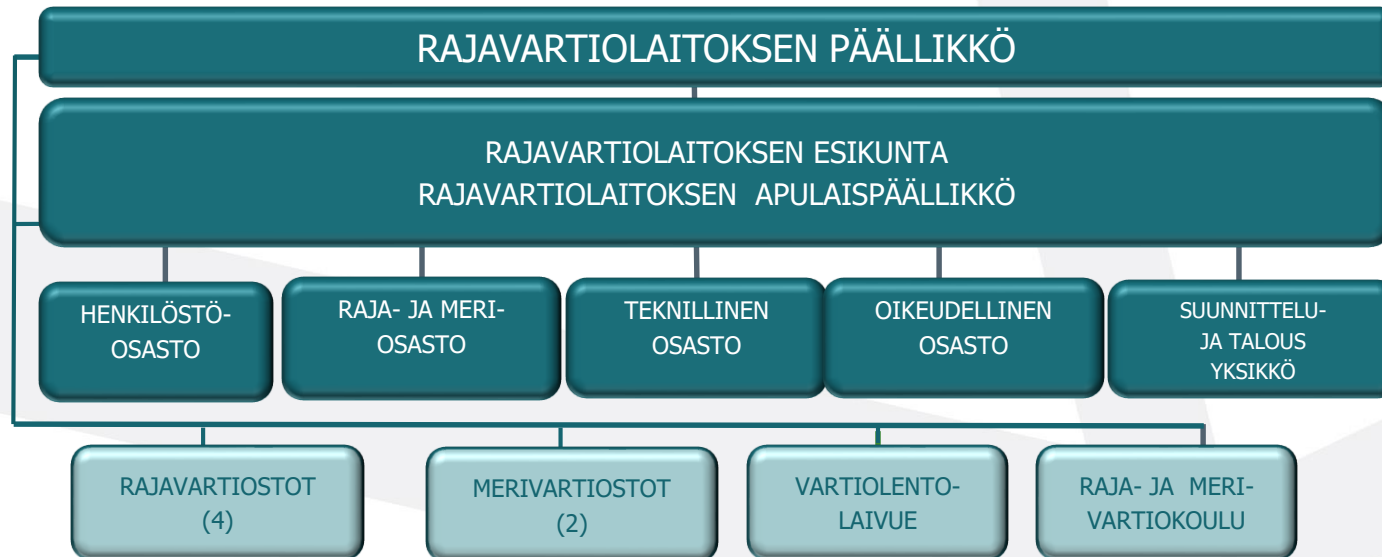 RAJAVARTIOLAITOKSEN PÄÄLLIKKÖ
RAJAVARTIOLAITOKSEN ESIKUNTA
RAJAVARTIOLAITOKSEN APULAISPÄÄLLIKKÖ
HENKILÖSTÖ-
OSASTO
RAJA- JA MERI-
OSASTO
TEKNILLINEN
OSASTO
OIKEUDELLINEN
OSASTO
SUUNNITTELU-
JA TALOUS
YKSIKKÖ
RAJAVARTIOSTOT
(4)
MERIVARTIOSTOT
(2)
VARTIOLENTO-
LAIVUE
RAJA- JA MERI-
VARTIOKOULU